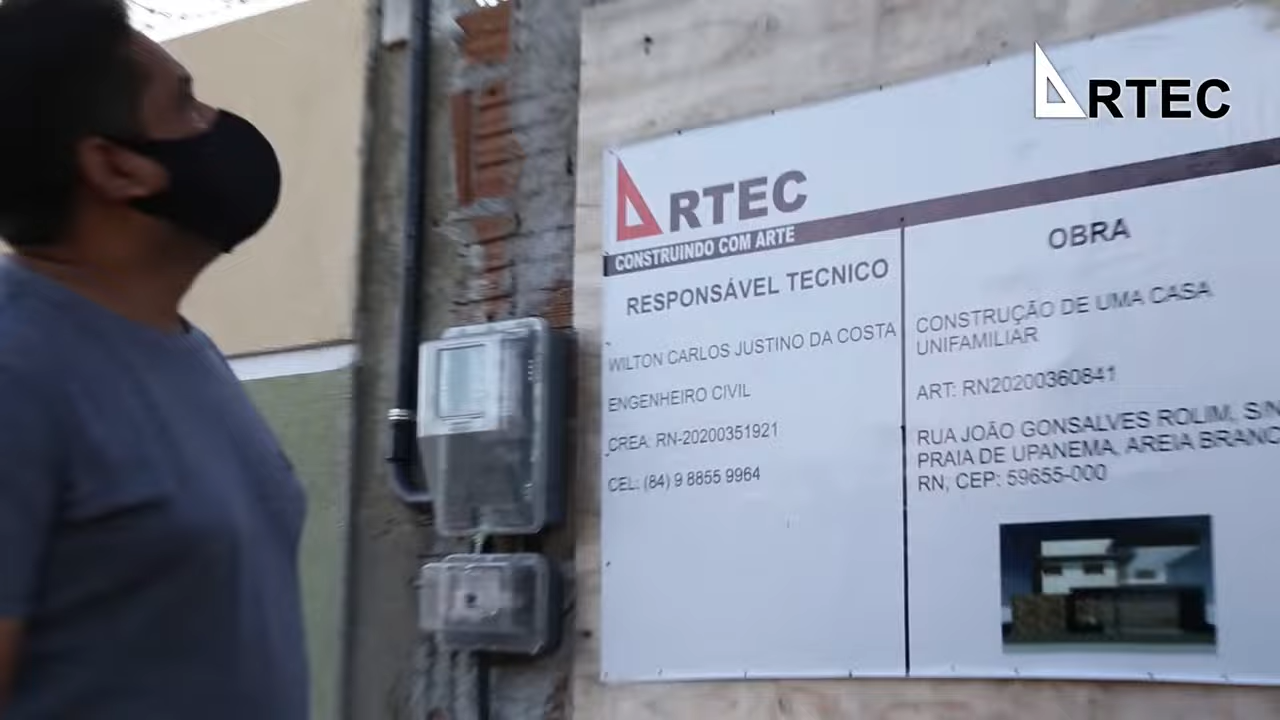 RTEC
RTEC
CONSTRUINDO COM ARTE
RESPONSÁVEL TECNICO
WILTON CARLOS JUSTINO DA COSTA
ENGENHEIRO CIVIL
CREA: RN-20200351921
CEL: (84) 9 8855 9964
OBRA
CONSTRUÇÃO DE UMA CASA
UNIFAMILIAR
ART: RN20200360841
RUA JOÃO GONSALVES ROLIM, S/N
PRAIA DE UPANEMA, AREIA BRANC
RN, CEP: 59655-000